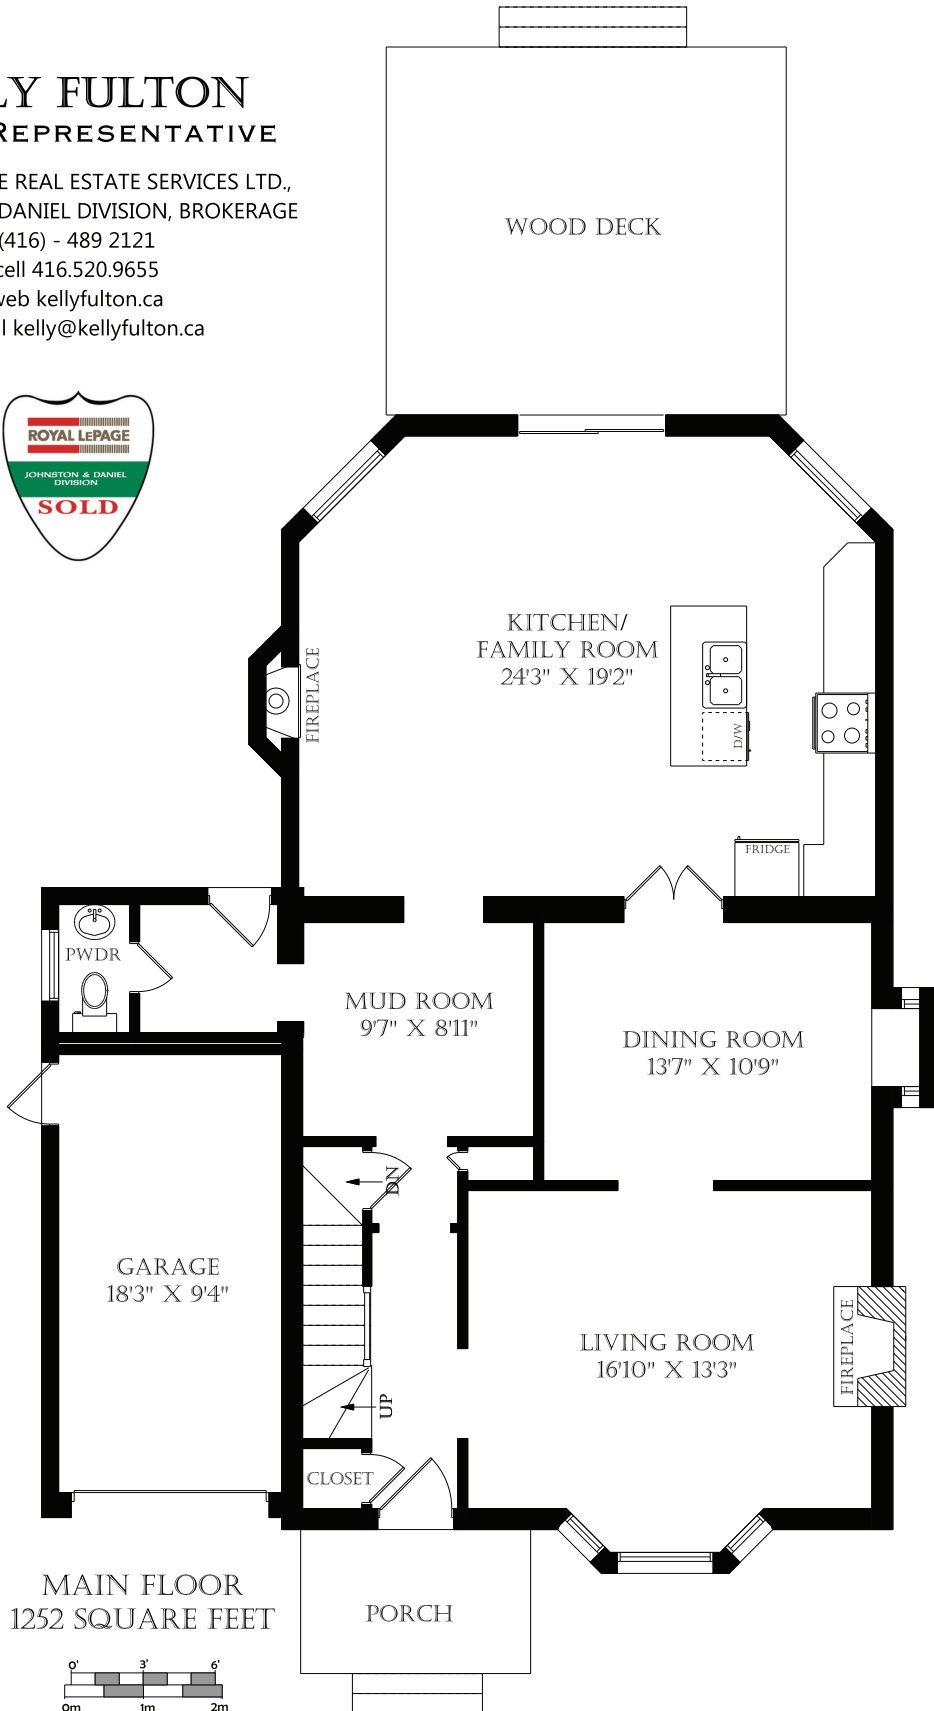 LY FULTON
REPRESENTATIVE
E REAL ESTATE SERVICES LTD.,
DANIEL DIVISION, BROKERAGE
(416) - 489 2121
cell 416.520.9655
web kellyfulton.ca
l kelly@kellyfulton.ca
ROYAL LEPAGE
JOHNSTON & DANIEL
DIVISION
SOLD
WOOD DECK
KITCHEN/
FAMILY ROOM
24'3" X 19'2"
FIREPLACE
D/W
FRIDGE
PWDR
MUD ROOM
9'7" X 8'11"
DINING ROOM
13'7" X 10'9"
DN
GARAGE
18'3" X 9'4"
LIVING ROOM
16'10" X 13'3"
FIREPLACE
UP
CLOSET
PORCH
MAIN FLOOR
1252 SQUARE FEET
0' 3' 6'
0m 1m 2m